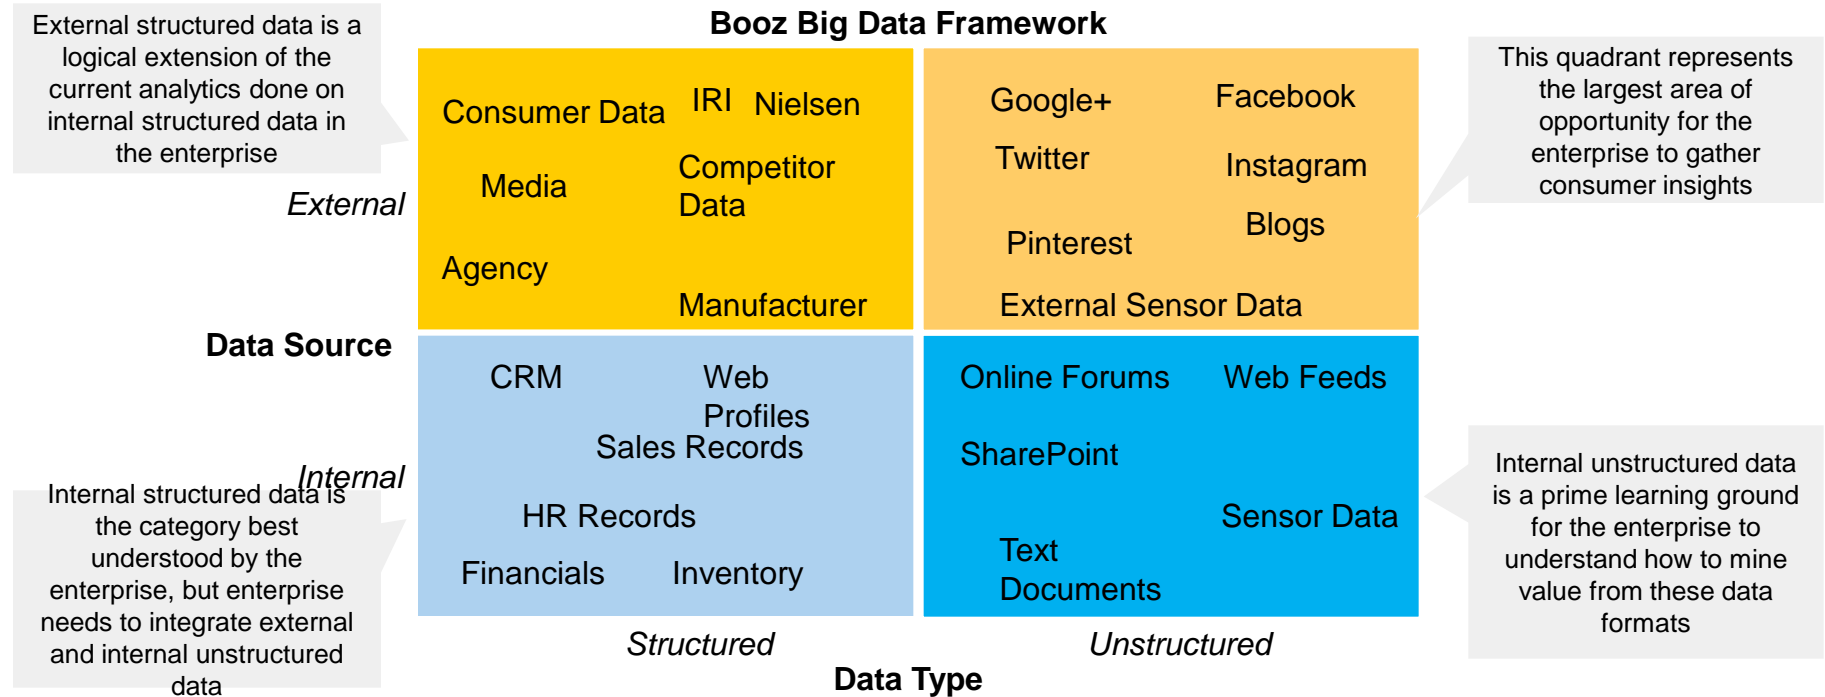 Booz Big Data Framework
External structured data is a
logical extension of the
current analytics done on
internal structured data in
the enterprise
Consumer Data
IRI
Nielsen
Media
Competitor
Data
Agency
Manufacturer
Google+
Facebook
Twitter
Instagram
Blogs
Pinterest
External Sensor Data
This quadrant represents
the largest area of
opportunity for the
enterprise to gather
consumer insights
External
Data Source
Internal
Internal structured data is
the category best
understood by the
enterprise, but enterprise
needs to integrate external
and internal unstructured
data
CRM
Web
Profiles
Sales Records
HR Records
Financials
Inventory
Online Forums
Web Feeds
SharePoint
Sensor Data
Text
Documents
Internal unstructured data
is a prime learning ground
for the enterprise to
understand how to mine
value from these data
formats
Structured
Unstructured
Data Type